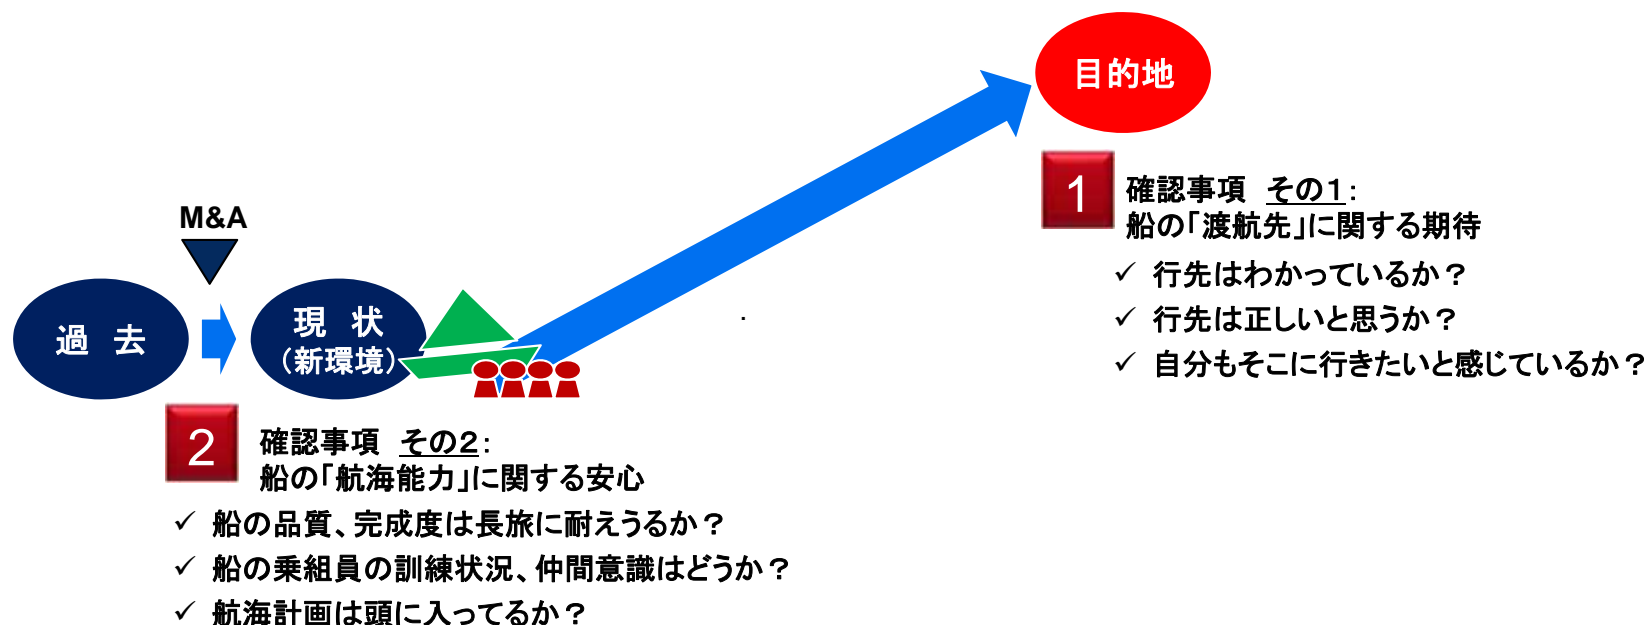 目的地
1
確認事項　その１：
船の「渡航先」に関する期待
✓ 行先はわかっているか？
✓ 行先は正しいと思うか？
✓ 自分もそこに行きたいと感じているか？
M&A
過　去
現　状
（新環境）
2
確認事項　その２：
船の「航海能力」に関する安心
✓ 船の品質、完成度は長旅に耐えうるか？
✓ 船の乗組員の訓練状況、仲間意識はどうか？
✓ 航海計画は頭に入ってるか？